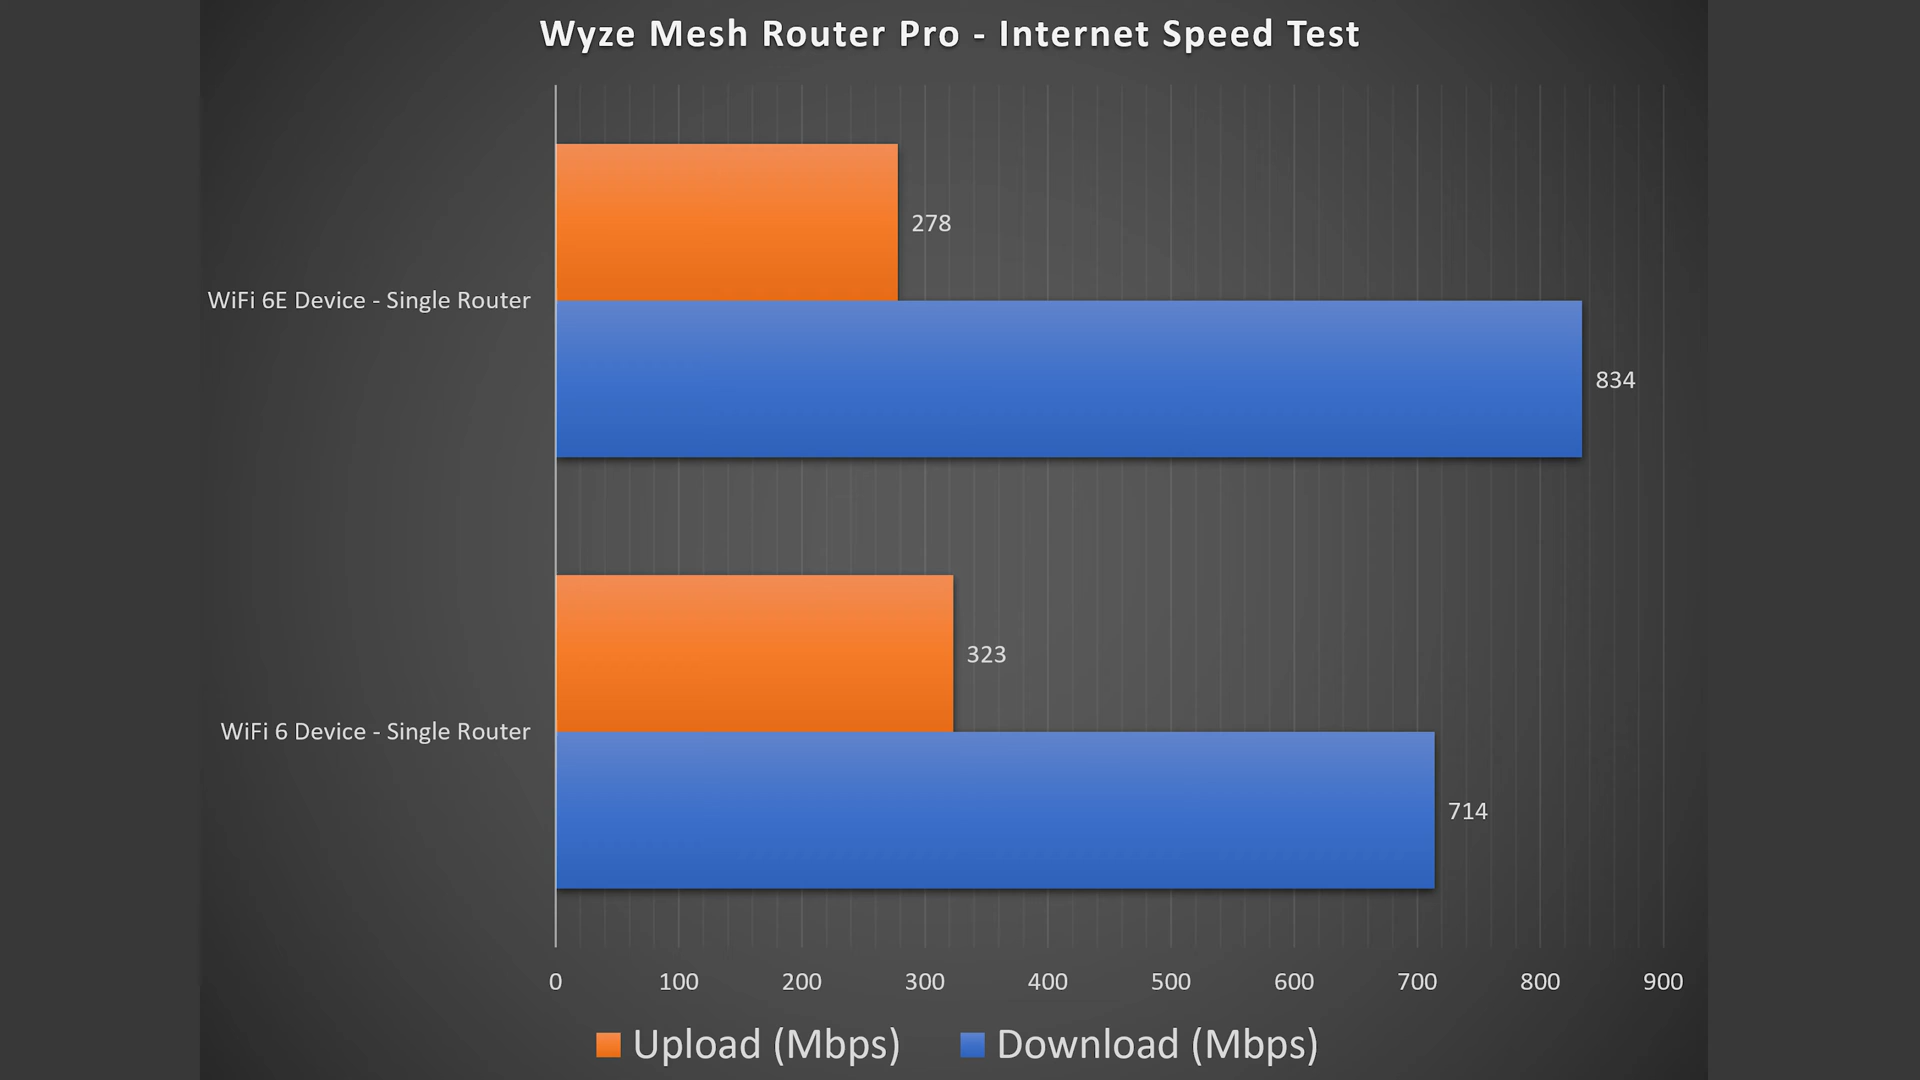 Wyze Mesh Router Pro - Internet Speed Test
278
WiFi 6E Device - Single Router
834
323
WiFi 6 Device - Single Router
714
0 100 200 300 400 500 600 700 800 900
Upload (Mbps) Download (Mbps)